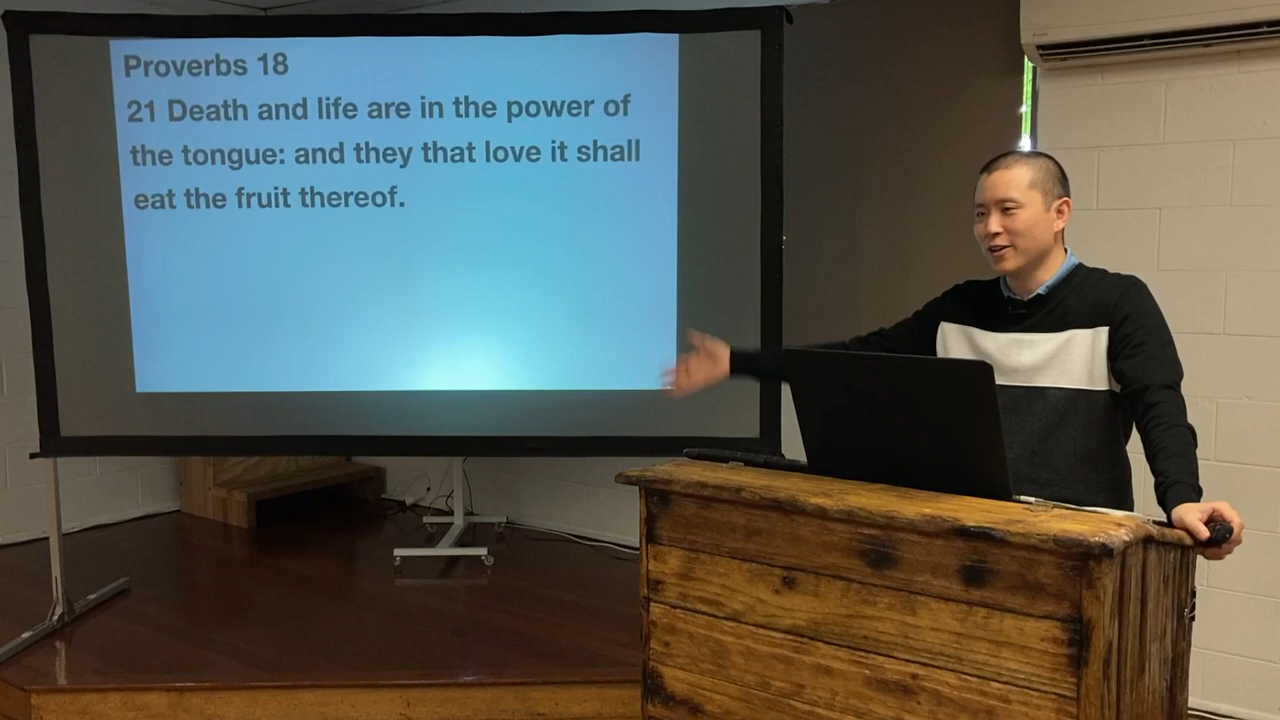 Proverbs 18
21 Death and life are in the power of
the tongue: and they that love it shall
eat the fruit thereof.